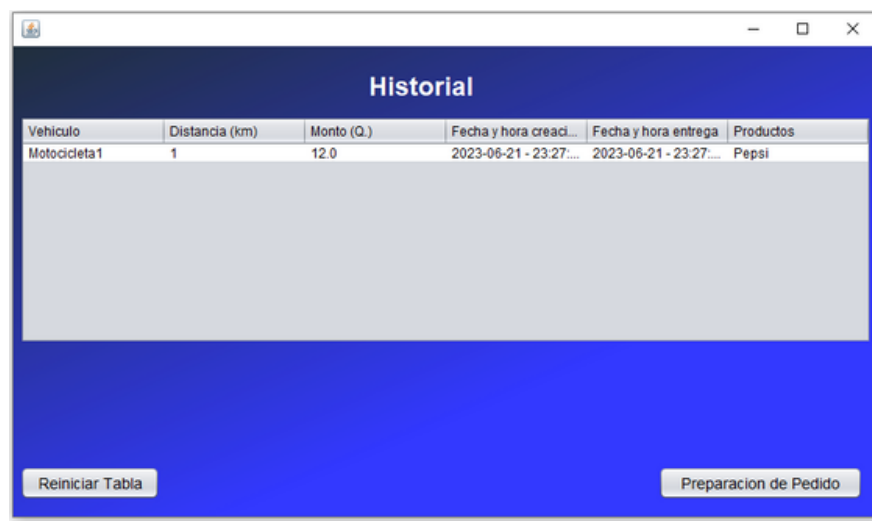 Historial
Vehiculo Distancia (km) Monto (Q.) Fecha y hora creaci... Fecha y hora entrega Productos
Motocicleta1 1 12.0 2023-06-21 - 23:27:... 2023-06-21 - 23:27:... Pepsi
Reiniciar Tabla Preparacion de Pedido